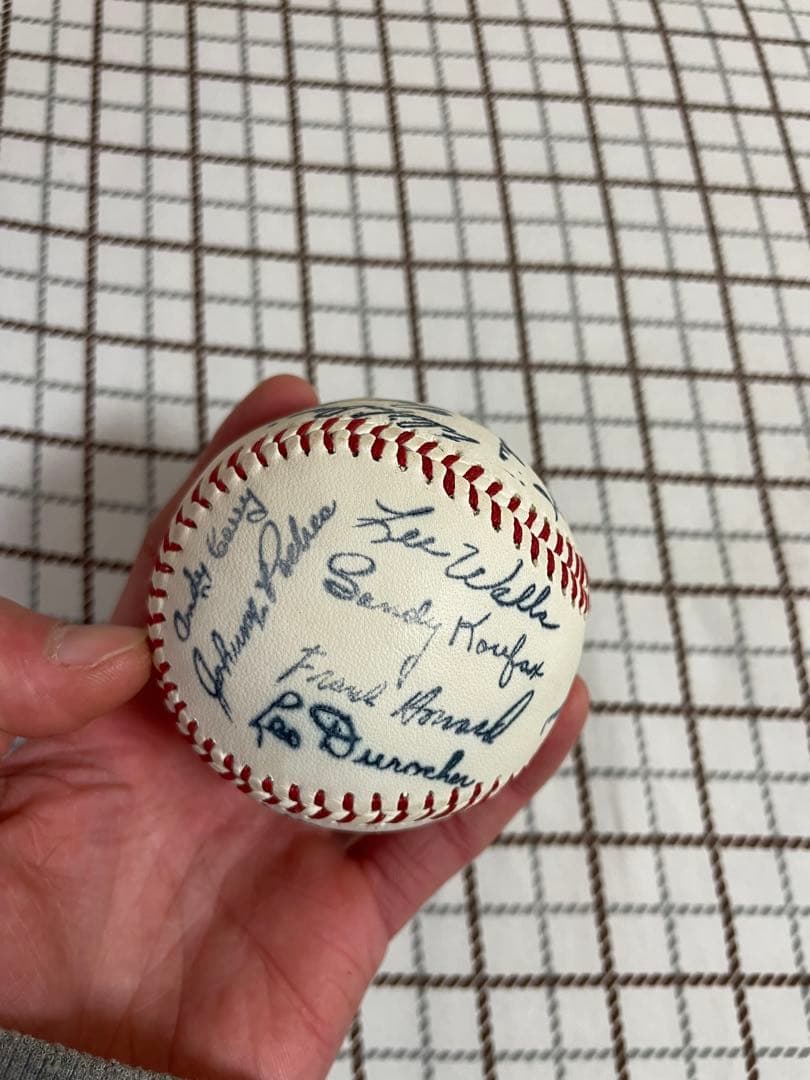 Andy Carey
Johnny Podres
Lee Walls
Sandy Koufax
Frank Howard
Leo Durocher